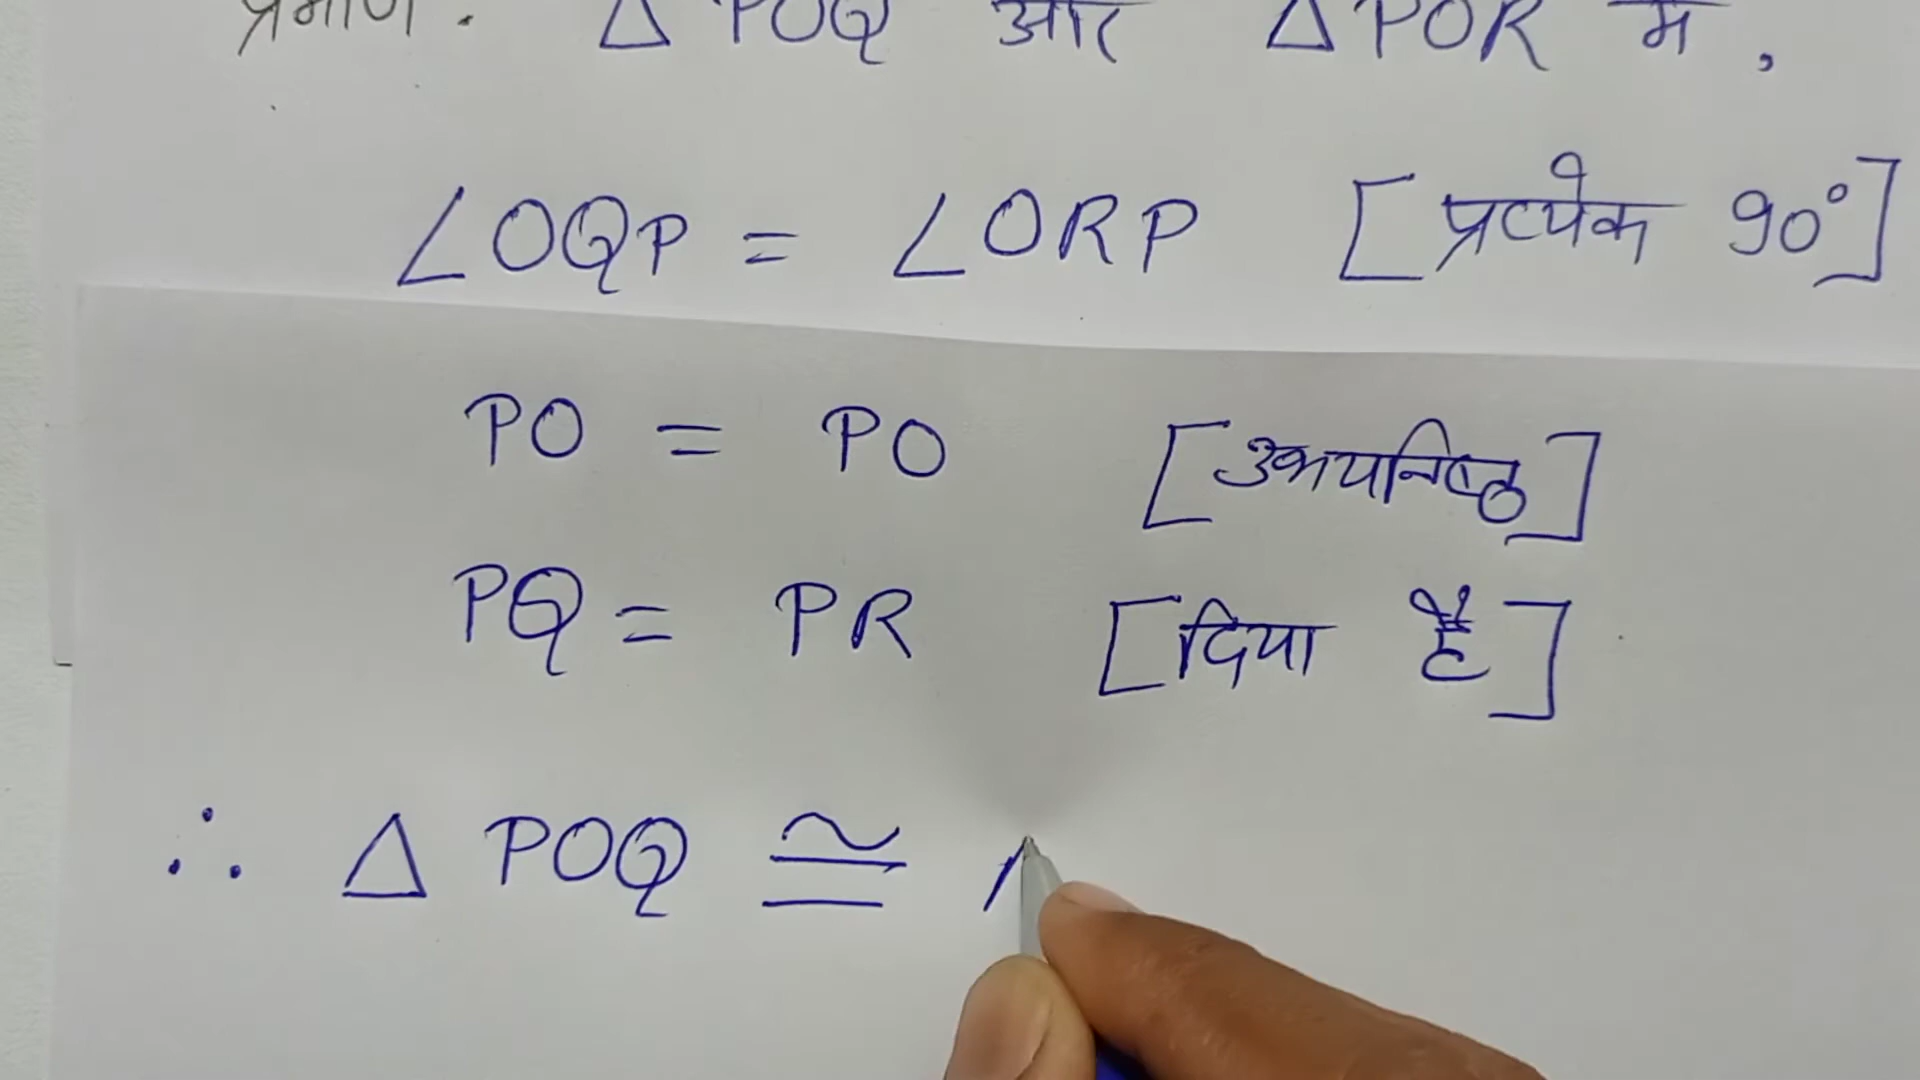 प्रमाण. Δ POQ और Δ POR में,
∠OQP = ∠ORP [प्रत्येक 90°]
PO = PO [उभयनिष्ठ]
PQ = PR [दिया है]
∴ Δ POQ ≅